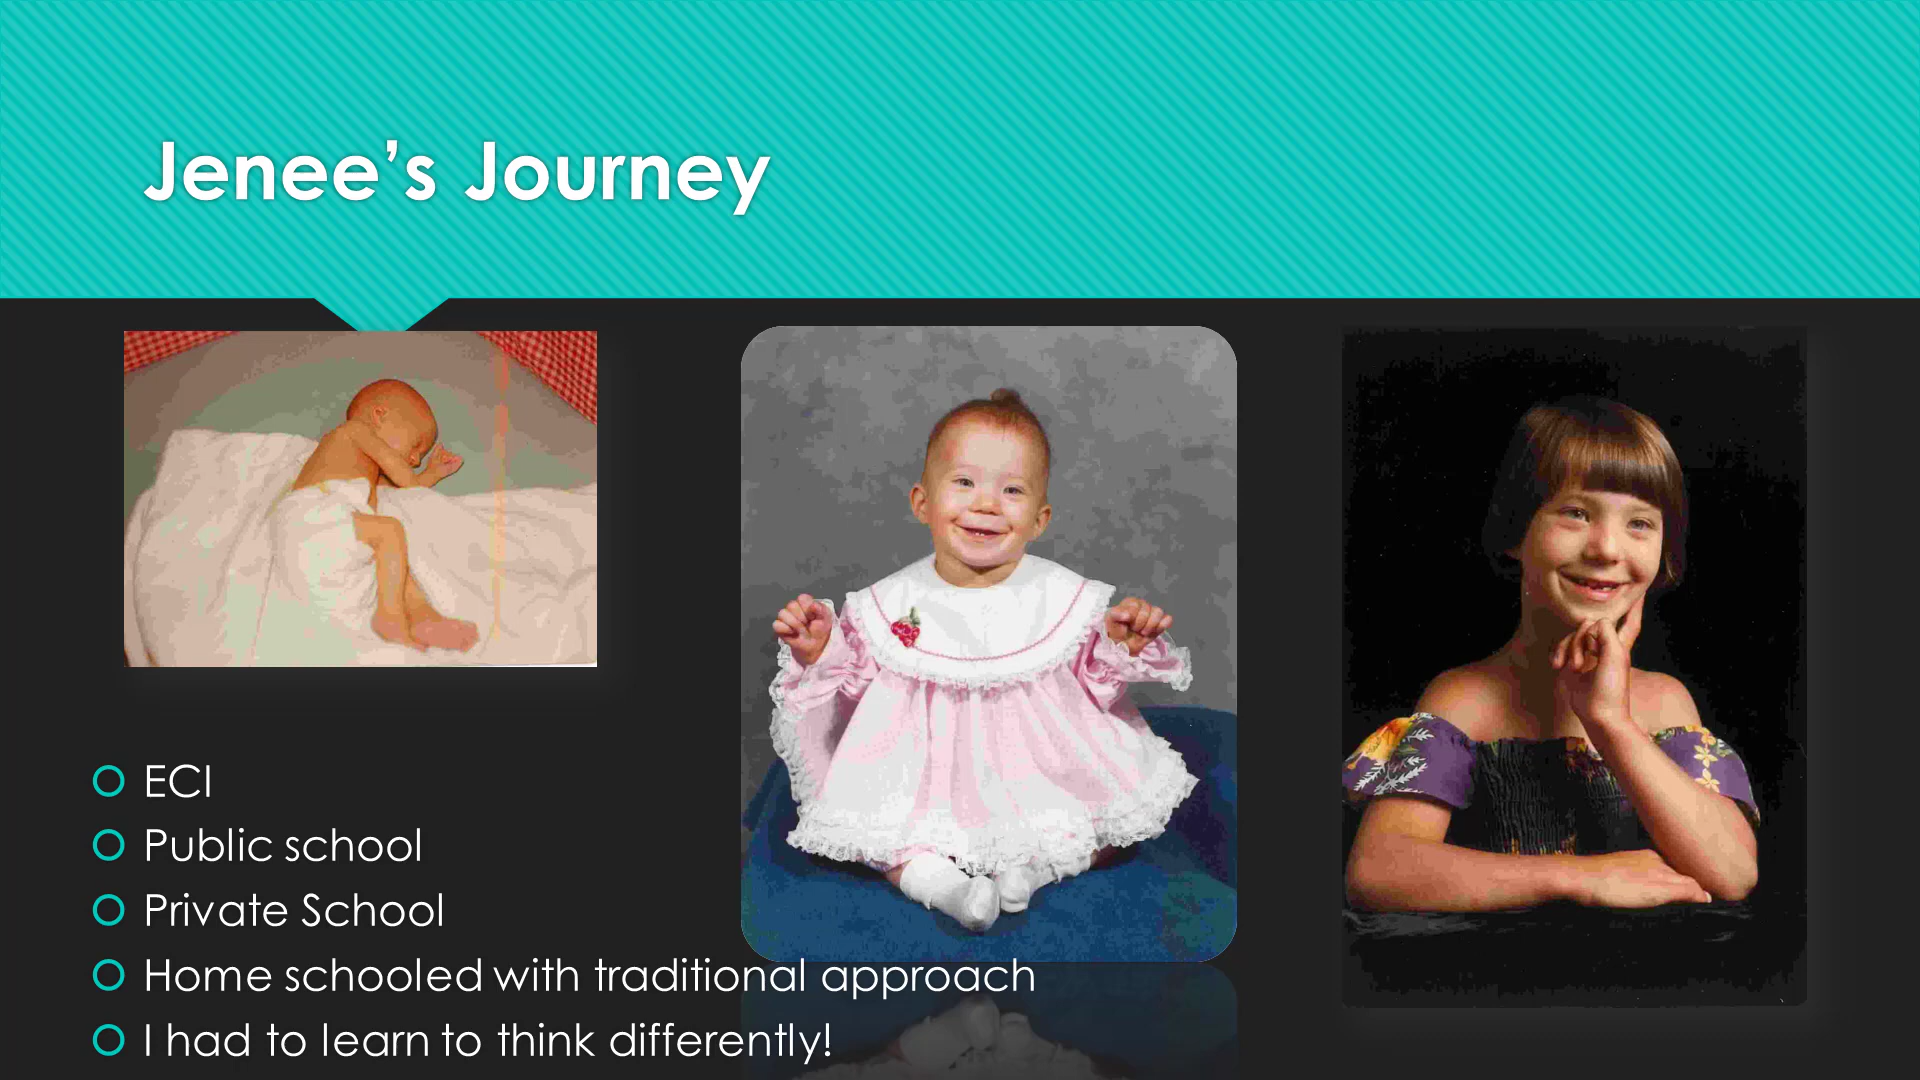 Jenee’s Journey
ECI
Public school
Private School
Home schooled with traditional approach
I had to learn to think differently!